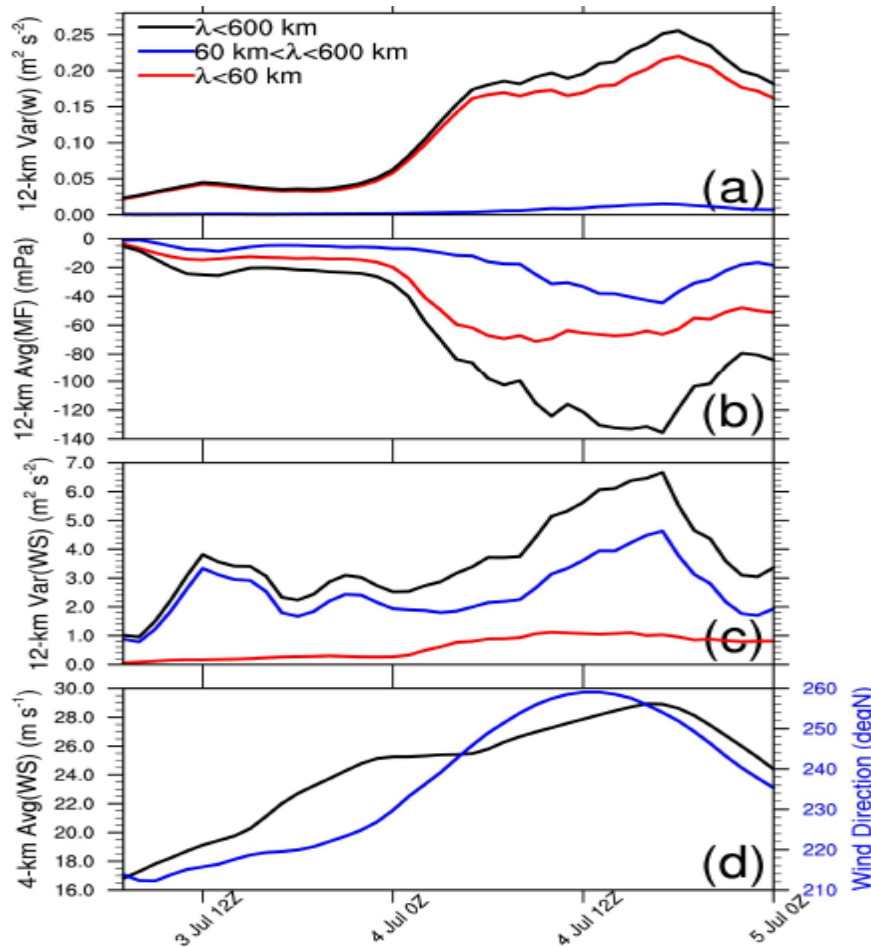 λ<600 km
60 km<λ<600 km
λ<60 km
12-km Var(w) (m² s⁻²)
0.25
0.20
0.15
0.10
0.05
0.00
(a)
12-km Avg(MF) (mPa)
0
-20
-40
-60
-80
-100
-120
-140
(b)
12-km Var(WS) (m² s⁻²)
7.0
6.0
5.0
4.0
3.0
2.0
1.0
0.0
(c)
4-km Avg(WS) (m s⁻¹)
30.0
28.0
26.0
24.0
22.0
20.0
18.0
16.0
(d)
260
250
240
230
220
210
Wind Direction (degN)
3 Jul 12Z
4 Jul 0Z
4 Jul 12Z
5 Jul 0Z